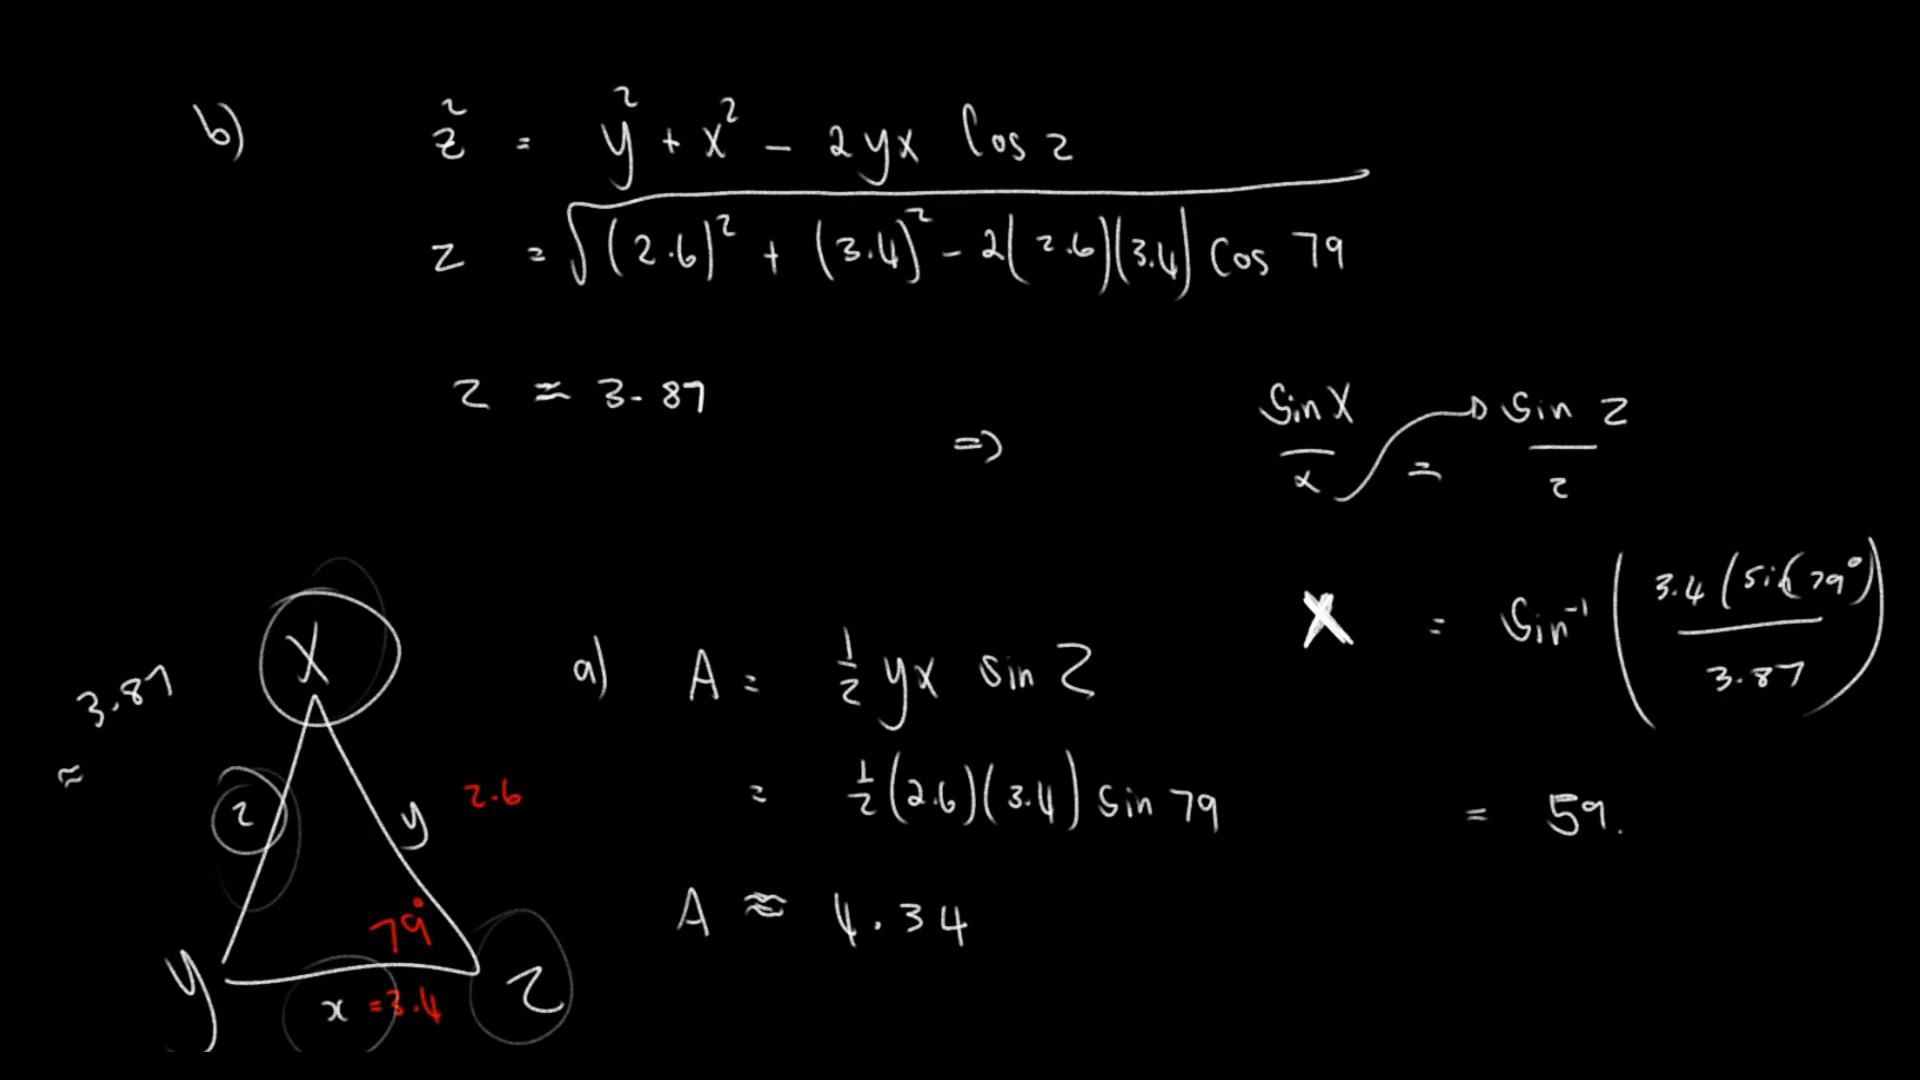 b) z² = y² + x² - 2yx Cos z
z = √(2.6)² + (3.4)² - 2(2.6)(3.4) Cos 79
z ≈ 3.87
⇒ Sin X / x = Sin Z / z
X = Sin⁻¹ (3.4 (sin(79°) / 3.87)
= 59.
a) A = ½ yx sin Z
= ½ (2.6)(3.4) sin 79
A ≈ 4.34
X
3.87
≈
z
y 2.6
79°
y
x = 3.4
z